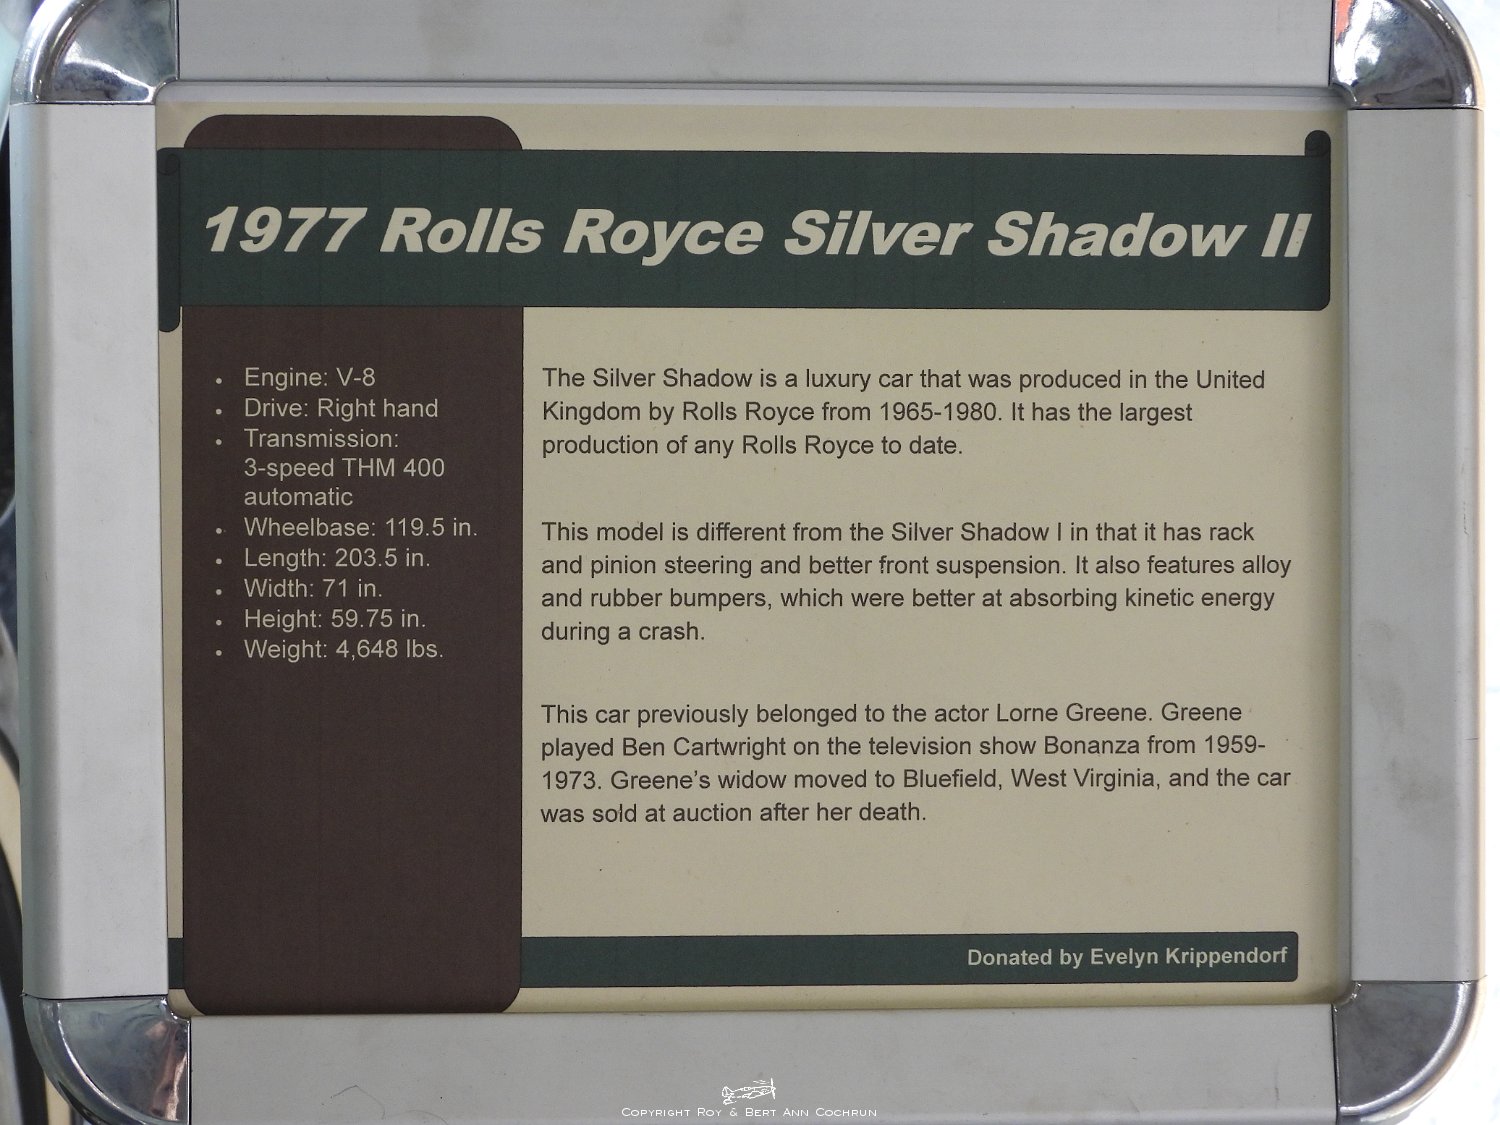 1977 Rolls Royce Silver Shadow II
• Engine: V-8
• Drive: Right hand
• Transmission:
3-speed THM 400
automatic
• Wheelbase: 119.5 in.
• Length: 203.5 in.
• Width: 71 in.
• Height: 59.75 in.
• Weight: 4,648 lbs.
The Silver Shadow is a luxury car that was produced in the United
Kingdom by Rolls Royce from 1965-1980. It has the largest
production of any Rolls Royce to date.
This model is different from the Silver Shadow I in that it has rack
and pinion steering and better front suspension. It also features alloy
and rubber bumpers, which were better at absorbing kinetic energy
during a crash.
This car previously belonged to the actor Lorne Greene. Greene
played Ben Cartwright on the television show Bonanza from 1959-
1973. Greene’s widow moved to Bluefield, West Virginia, and the car
was sold at auction after her death.
Donated by Evelyn Krippendorf
Copyright Roy & Bert Ann Cochrun